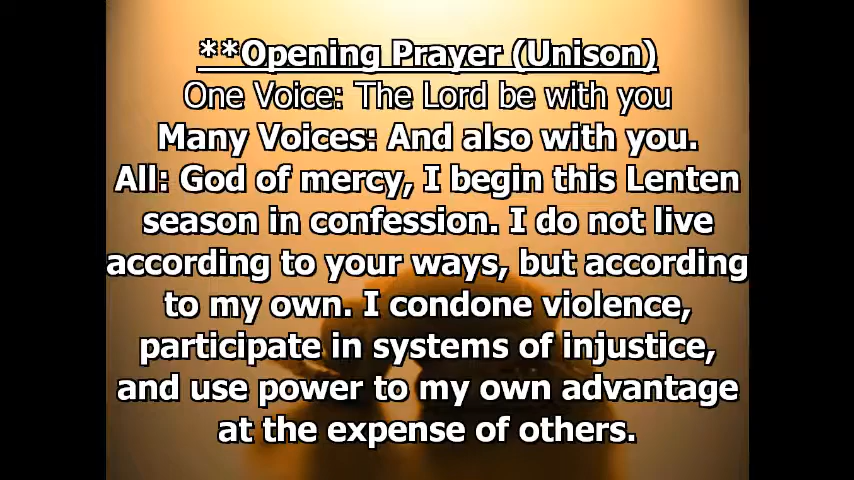 **Opening Prayer (Unison)
One Voice: The Lord be with you
Many Voices: And also with you.
All: God of mercy, I begin this Lenten
season in confession. I do not live
according to your ways, but according
to my own. I condone violence,
participate in systems of injustice,
and use power to my own advantage
at the expense of others.